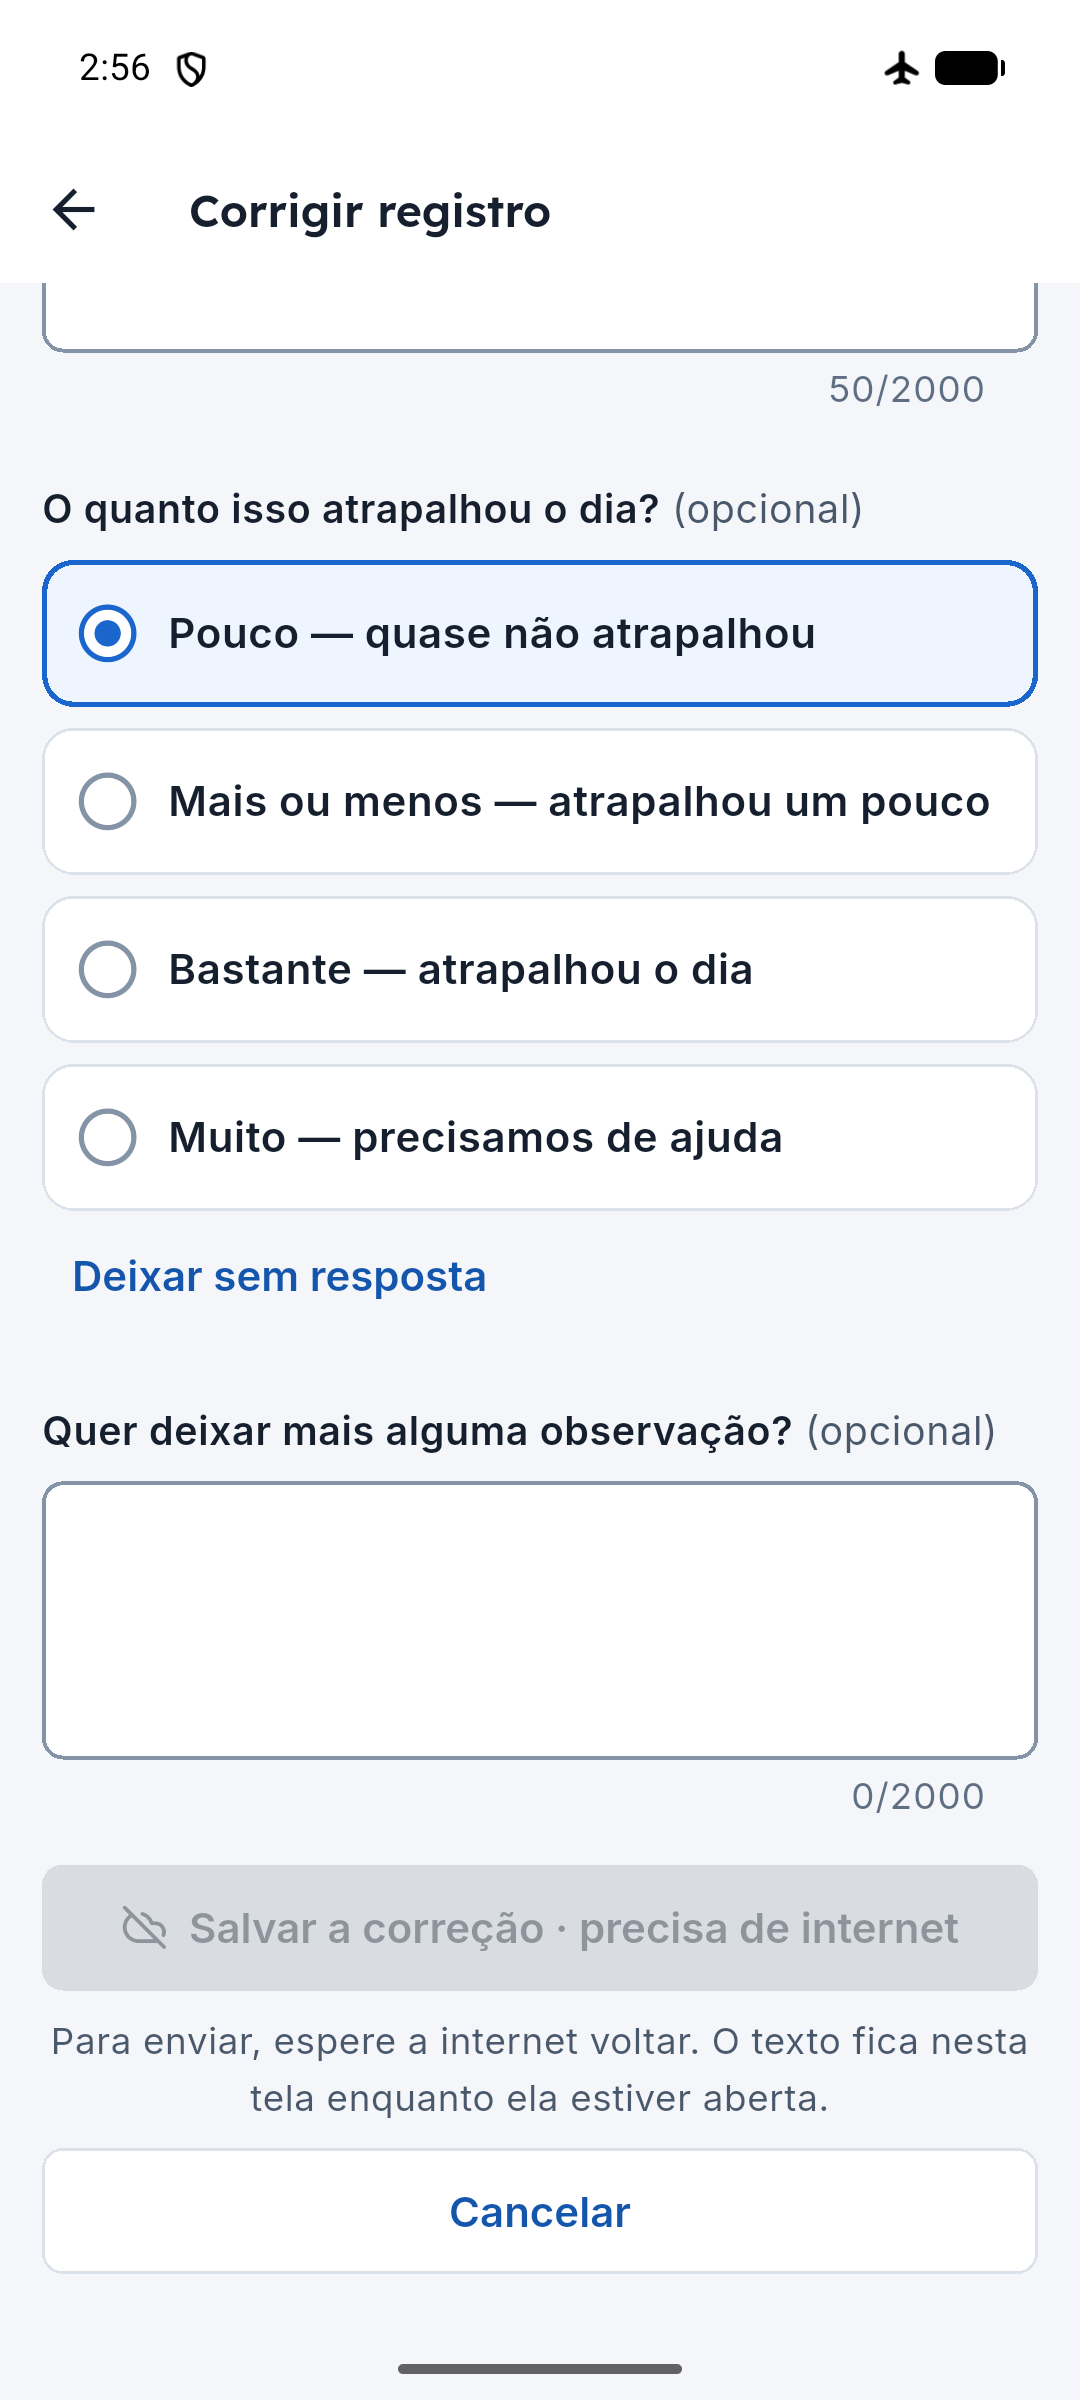 2:56
Corrigir registro
50/2000
O quanto isso atrapalhou o dia? (opcional)
Pouco — quase não atrapalhou
Mais ou menos — atrapalhou um pouco
Bastante — atrapalhou o dia
Muito — precisamos de ajuda
Deixar sem resposta
Quer deixar mais alguma observação? (opcional)
0/2000
Salvar a correção · precisa de internet
Para enviar, espere a internet voltar. O texto fica nesta
tela enquanto ela estiver aberta.
Cancelar